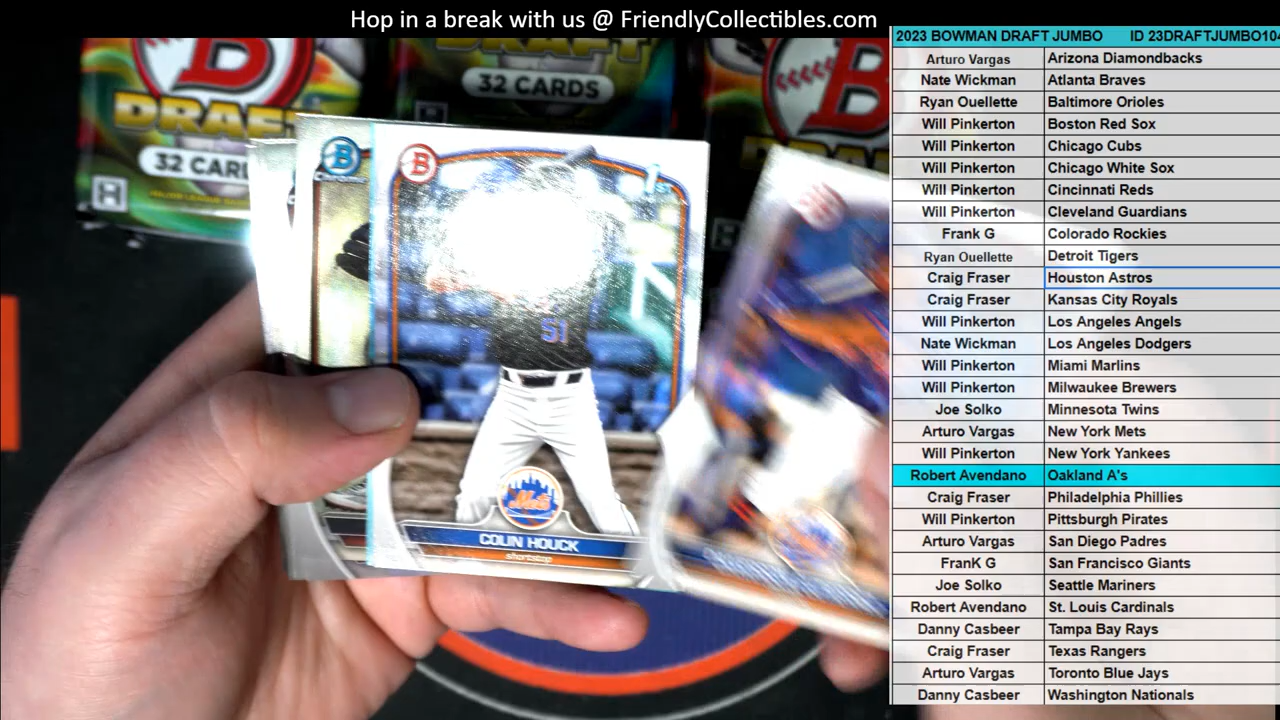 Hop in a break with us @ FriendlyCollectibles.com
2023 BOWMAN DRAFT JUMBO ID 23DRAFTJUMBO104
Arturo Vargas Arizona Diamondbacks
Nate Wickman Atlanta Braves
Ryan Ouellette Baltimore Orioles
Will Pinkerton Boston Red Sox
Will Pinkerton Chicago Cubs
Will Pinkerton Chicago White Sox
Will Pinkerton Cincinnati Reds
Will Pinkerton Cleveland Guardians
Frank G Colorado Rockies
Ryan Ouellette Detroit Tigers
Craig Fraser Houston Astros
Craig Fraser Kansas City Royals
Will Pinkerton Los Angeles Angels
Nate Wickman Los Angeles Dodgers
Will Pinkerton Miami Marlins
Will Pinkerton Milwaukee Brewers
Joe Solko Minnesota Twins
Arturo Vargas New York Mets
Will Pinkerton New York Yankees
Robert Avendano Oakland A's
Craig Fraser Philadelphia Phillies
Will Pinkerton Pittsburgh Pirates
Arturo Vargas San Diego Padres
FranK G San Francisco Giants
Joe Solko Seattle Mariners
Robert Avendano St. Louis Cardinals
Danny Casbeer Tampa Bay Rays
Craig Fraser Texas Rangers
Arturo Vargas Toronto Blue Jays
Danny Casbeer Washington Nationals
B
DRAFT
32 CARDS
H
DRAFT
32 CARDS
B
CHROME
B
1st
51
Mets
COLIN HOUCK
shortstop